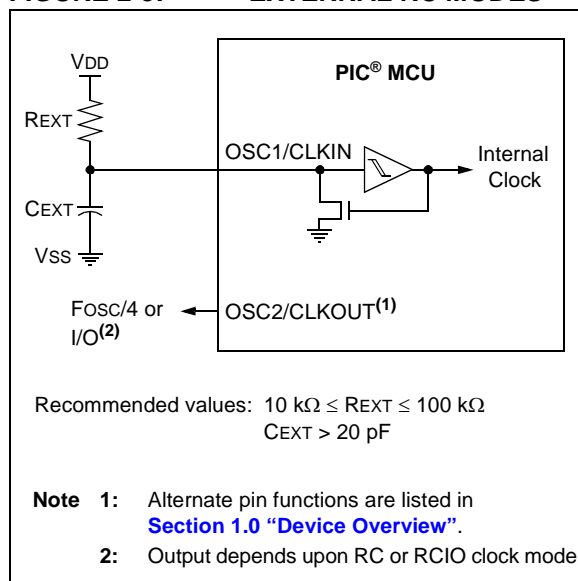 VDD
PIC® MCU
REXT
OSC1/CLKIN
Internal
Clock
CEXT
VSS
FOSC/4 or
I/O(2)
OSC2/CLKOUT(1)
Recommended values: 10 kΩ ≤ REXT ≤ 100 kΩ
CEXT > 20 pF
Note 1: Alternate pin functions are listed in
Section 1.0 “Device Overview”.
2: Output depends upon RC or RCIO clock mode